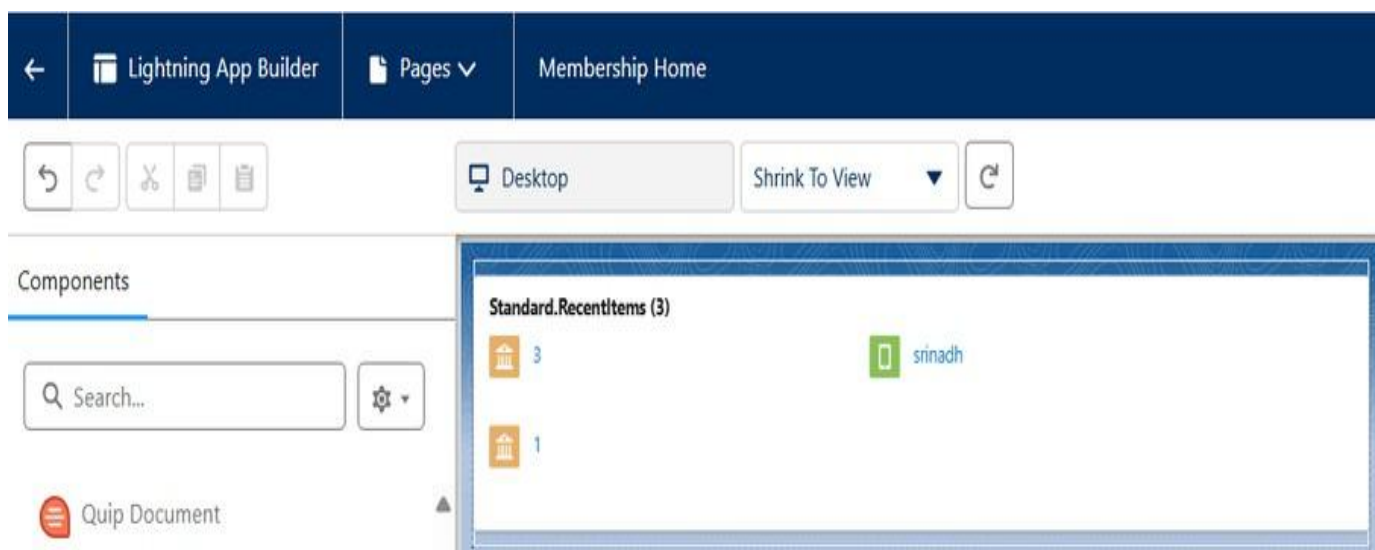 Lightning App Builder
Pages
Membership Home
Desktop
Shrink To View
Components
Standard.RecentItems (3)
3
srinadh
Search...
1
Quip Document